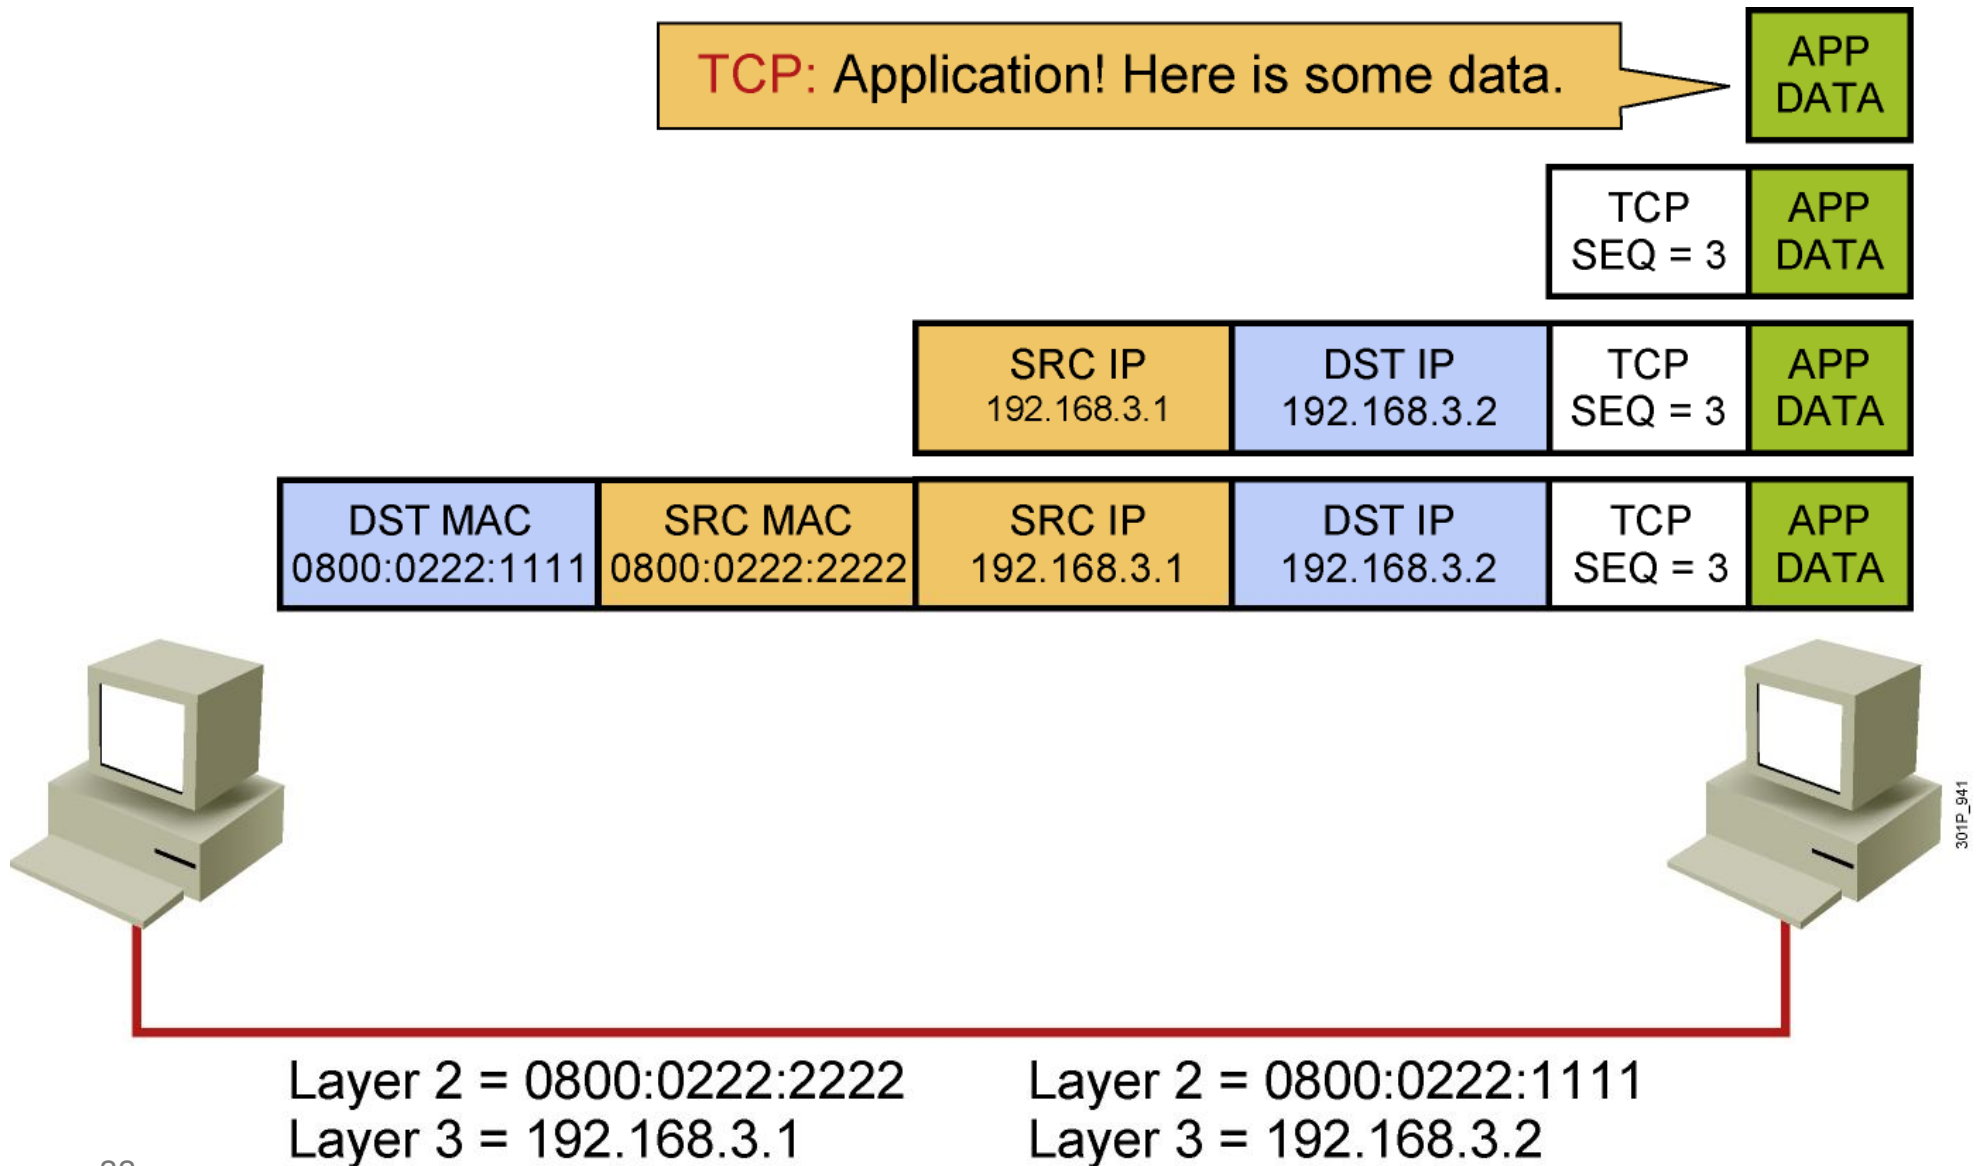 TCP: Application! Here is some data.
APP
DATA
TCP
SEQ = 3
APP
DATA
SRC IP
192.168.3.1
DST IP
192.168.3.2
TCP
SEQ = 3
APP
DATA
DST MAC
0800:0222:1111
SRC MAC
0800:0222:2222
SRC IP
192.168.3.1
DST IP
192.168.3.2
TCP
SEQ = 3
APP
DATA
301P_941
Layer 2 = 0800:0222:2222
Layer 3 = 192.168.3.1
Layer 2 = 0800:0222:1111
Layer 3 = 192.168.3.2